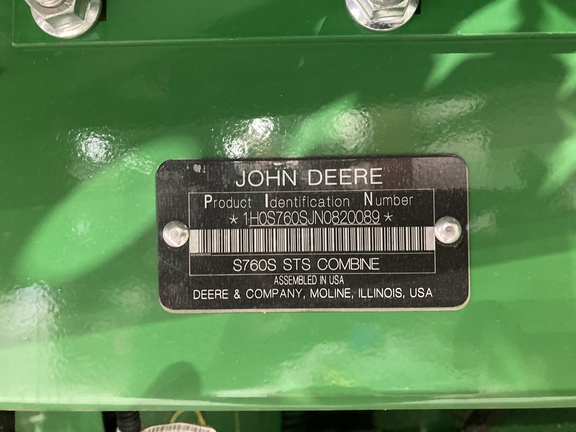 JOHN DEERE
Product Identification Number
*1H0S760SJN0820089*
S760S STS COMBINE
ASSEMBLED IN USA
DEERE & COMPANY, MOLINE, ILLINOIS, USA